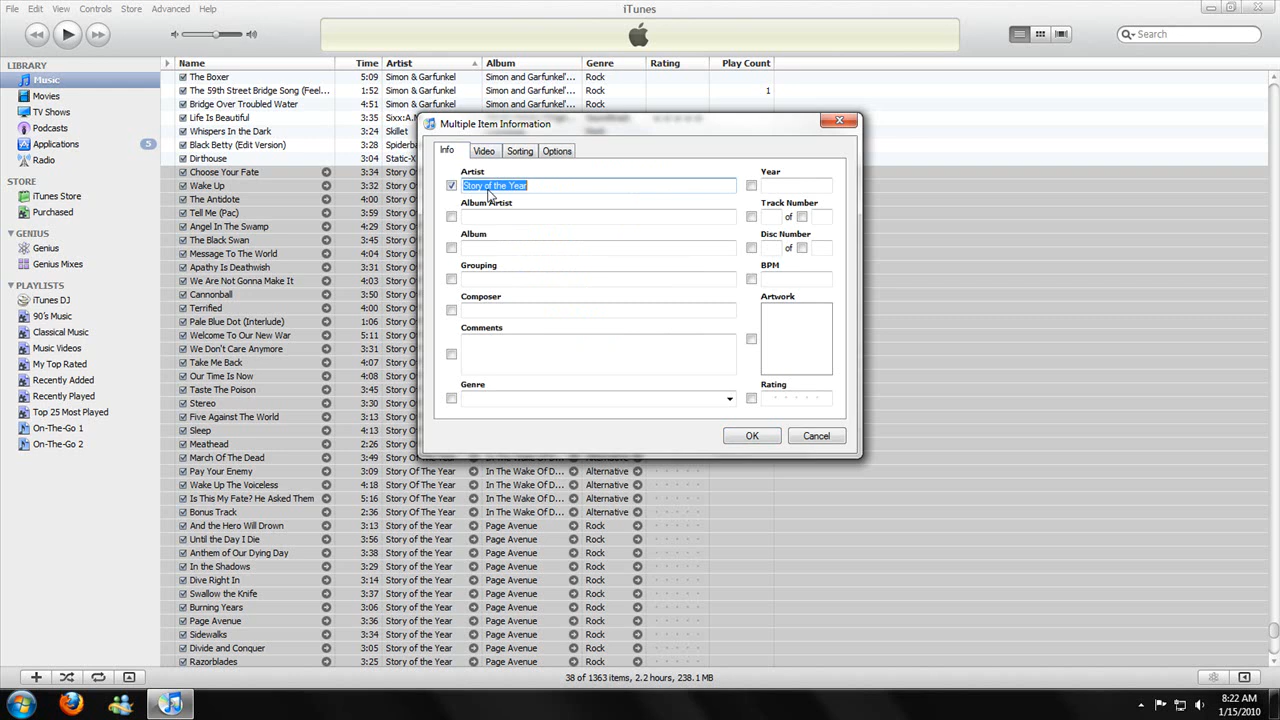 File Edit View Controls Store Advanced Help
iTunes
Search
LIBRARY
Music
Movies
TV Shows
Podcasts
Applications 5
Radio
STORE
iTunes Store
Purchased
GENIUS
Genius
Genius Mixes
PLAYLISTS
iTunes DJ
90's Music
Classical Music
Music Videos
My Top Rated
Recently Added
Recently Played
Top 25 Most Played
On-The-Go 1
On-The-Go 2
Name Time Artist Album Genre Rating Play Count
The Boxer 5:09 Simon & Garfunkel Simon and Garfunkel'... Rock
The 59th Street Bridge Song (Feel... 1:52 Simon & Garfunkel Simon and Garfunkel'... Rock 1
Bridge Over Troubled Water 4:51 Simon & Garfunkel Simon and Garfunkel'... Rock
Life Is Beautiful 3:35
Whispers In the Dark 3:24 Skillet
Black Betty (Edit Version) 3:25
Dirthouse 3:04 Static-X
Choose Your Fate 3:38
Wake Up 3:32
The Antidote
Tell Me (Pac) 3:59
Angel In The Swamp 4:29
The Black Swan 3:45
Message To The World 4:04
Apathy Is Deathwish 3:31
We Are Not Gonna Make It 4:03
Cannonball 3:50
Terrified 4:00
Pale Blue Dot (Interlude) 1:06
Welcome To Our New War 5:11
We Don't Care Anymore 3:31
Take Me Back 4:07
Our Time Is Now 4:08
Taste The Poison 3:45
Stereo 3:30
Five Against The World
Sleep 4:11
Meathead 2:26
March Of The Dead 3:38 Story Of The Year In The Wake Of D... Alternative
Pay Your Enemy 3:09 Story Of The Year In The Wake Of D... Alternative
Wake Up The Voiceless 4:18 Story Of The Year In The Wake Of D... Alternative
Is This My Fate? He Asked Them 5:16 Story Of The Year In The Wake Of D... Alternative
Bonus Track 2:36 Story Of The Year In The Wake Of D... Alternative
And the Hero Will Drown 3:13 Story of the Year Page Avenue Rock
Until the Day I Die 3:56 Story of the Year Page Avenue Rock
Anthem of Our Dying Day 3:38 Story of the Year Page Avenue Rock
In the Shadows 3:29 Story of the Year Page Avenue Rock
Dive Right In 3:14 Story of the Year Page Avenue Rock
Swallow the Knife 3:37 Story of the Year Page Avenue Rock
Burning Years 3:06 Story of the Year Page Avenue Rock
Page Avenue 3:34 Story of the Year Page Avenue Rock
Sidewalks 3:34 Story of the Year Page Avenue Rock
Divide and Conquer 3:25 Story of the Year Page Avenue Rock
Razorblades 3:25 Story of the Year Page Avenue Rock
Multiple Item Information
Info Video Sorting Options
Artist
Story of the Year
Album Artist
Album
Grouping
Composer
Comments
Genre
Year
Track Number
of
Disc Number
of
BPM
Artwork
Rating
OK Cancel
38 of 1363 items, 2.2 hours, 238.1 MB
8:22 AM
1/15/2010